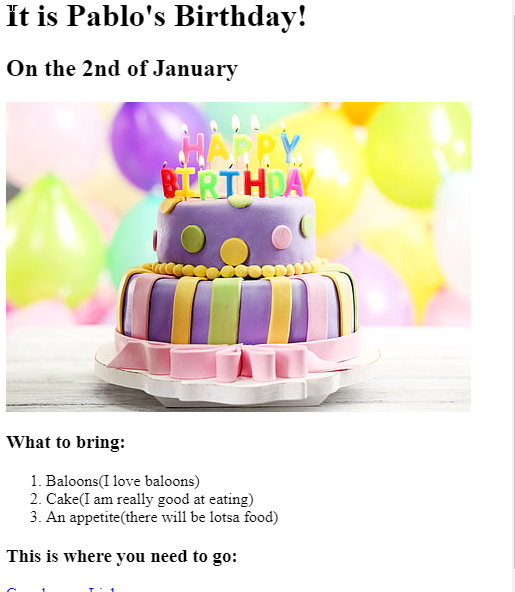 It is Pablo's Birthday!
On the 2nd of January
HAPPY
BIRTHDAY
What to bring:
1. Baloons(I love baloons)
2. Cake(I am really good at eating)
3. An appetite(there will be lotsa food)
This is where you need to go: